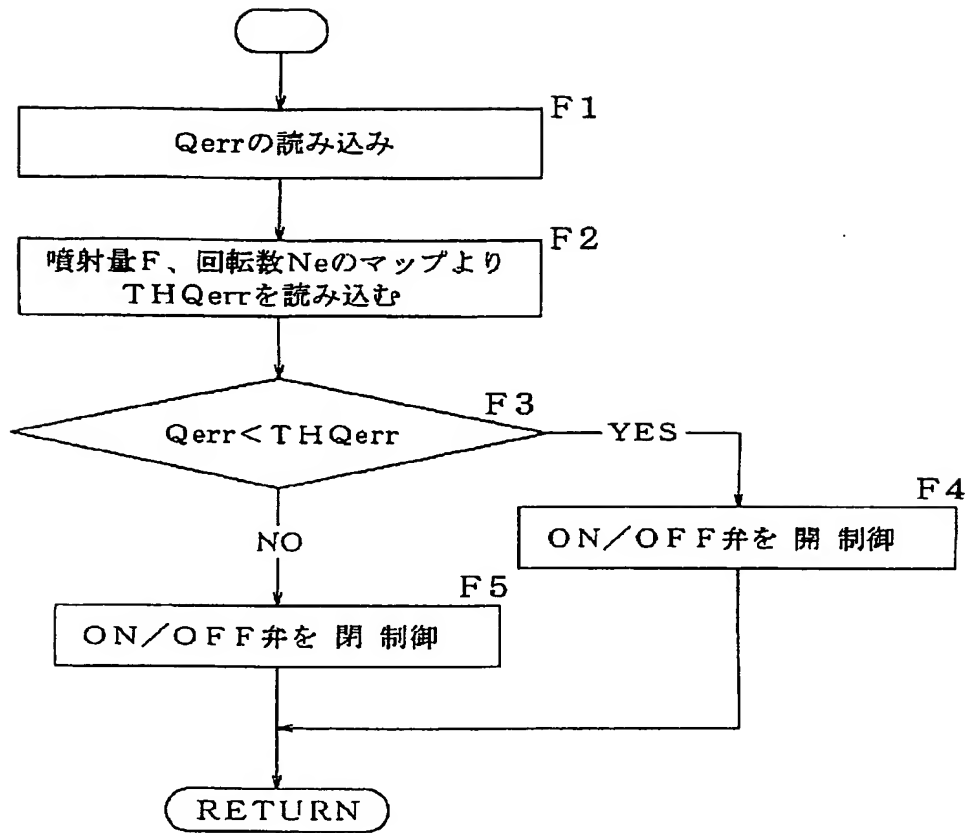 F1
Qerrの読み込み
F2
噴射量F、回転数Neのマップより
THQerrを読み込む
F3
Qerr<THQerr
YES
F4
ON/OFF弁を 開 制御
NO
F5
ON/OFF弁を 閉 制御
RETURN